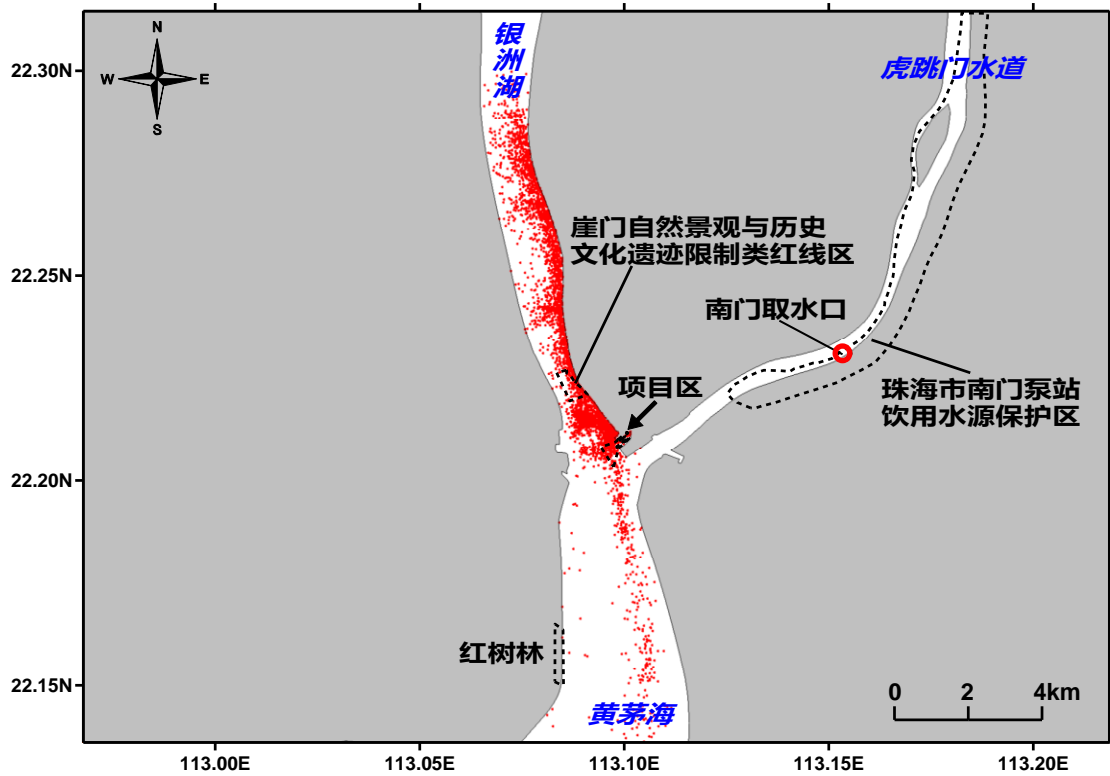 N
W E
S
银
洲
湖
虎跳门水道
崖门自然景观与历史
文化遗迹限制类红线区
南门取水口
项目区
珠海市南门泵站
饮用水源保护区
红树林
黄茅海
0 2 4km
22.30N
22.25N
22.20N
22.15N
113.00E 113.05E 113.10E 113.15E 113.20E